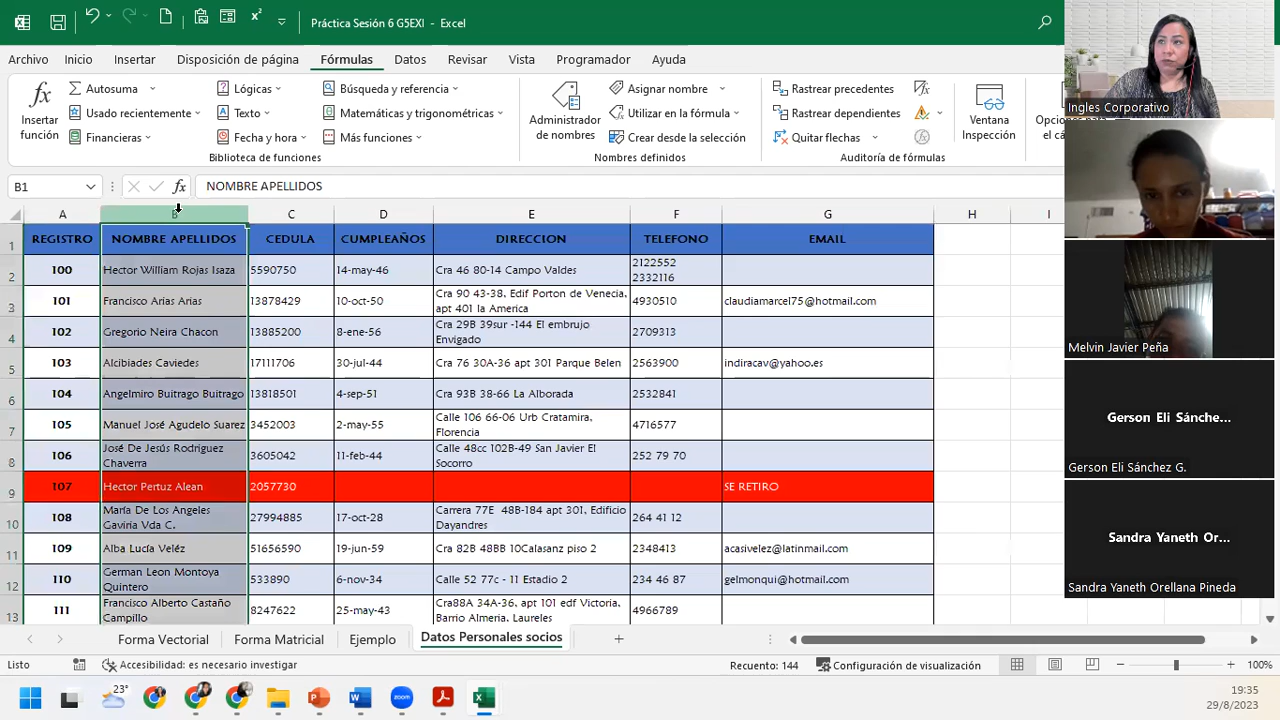 Práctica Sesión 6 G3EXI - Excel
Archivo Inicio Insertar Disposición de página Fórmulas Datos Revisar Vista Programador Ayuda
Insertar función
Autosuma
Usado recientemente
Financieras
Lógicas
Texto
Fecha y hora
Búsqueda y referencia
Matemáticas y trigonométricas
Más funciones
Biblioteca de funciones
Administrador de nombres
Asignar nombre
Utilizar en la fórmula
Crear desde la selección
Nombres definidos
Rastrear precedentes
Rastrear dependientes
Quitar flechas
Auditoría de fórmulas
Ventana Inspección
B1 fx NOMBRE APELLIDOS
A B C D E F G H I
1 REGISTRO NOMBRE APELLIDOS CEDULA CUMPLEAÑOS DIRECCION TELEFONO EMAIL
2 100 Hector William Rojas Isaza 5590750 14-may-46 Cra 46 80-14 Campo Valdes 2122552 2332116
3 101 Francisco Arias Arias 13878429 10-oct-50 Cra 90 43-38, Edif Porton de Venecia, apt 401 la America 4930510 claudiamarcel75@hotmail.com
4 102 Gregorio Neira Chacon 13885200 8-ene-56 Cra 29B 39sur -144 El embrujo Envigado 2709313
5 103 Alcibiades Caviedes 17111706 30-jul-45 Cra 76 30A-36 apt 301 Parque Belen 2563900 indiracav@yahoo.es
6 104 Angelmiro Buitrago Buitrago 13818501 4-sep-51 Cra 93B 38-66 La Alborada 2532841
7 105 Manuel José Agudelo Suarez 3452003 2-may-55 Calle 106 66-06 Urb Cratamira, Florencia 4716577
8 106 José De Jesús Rodriguez Chaverra 3605042 11-feb-44 Calle 48cc 102B-49 San Javier El Socorro 252 79 70
9 107 Hector Pertuz Alean 2057730 SE RETIRO
10 108 María De Los Angeles Gaviria Vda C. 27994885 17-oct-28 Carrera 77E 48B-184 apt 301, Edificio Dayandres 264 41 12
11 109 Alba Lucía Veléz 51656590 19-jun-59 Cra 82B 48BB 10Calasanz piso 2 2348413 acasivelez@latinmail.com
12 110 German Leon Montoya Quintero 533890 6-nov-34 Calle 52 77c - 11 Estadio 2 234 46 87 gelmonqui@hotmail.com
13 111 Francisco Alberto Castaño Campillo 8247622 25-may-43 Cra88A 34A-36, apt 101 edf Victoria, Barrio Almeria, Laureles 4966789
Forma Vectorial Forma Matricial Ejemplo Datos Personales socios
Listo Accesibilidad: es necesario investigar Recuento: 144 Configuración de visualización 100%
23° zoom
19:35
29/8/2023
Ingles Corporativo
Melvin Javier Peña
Gerson Eli Sánche...
Gerson Eli Sánchez G.
Sandra Yaneth Or...
Sandra Yaneth Orellana Pineda